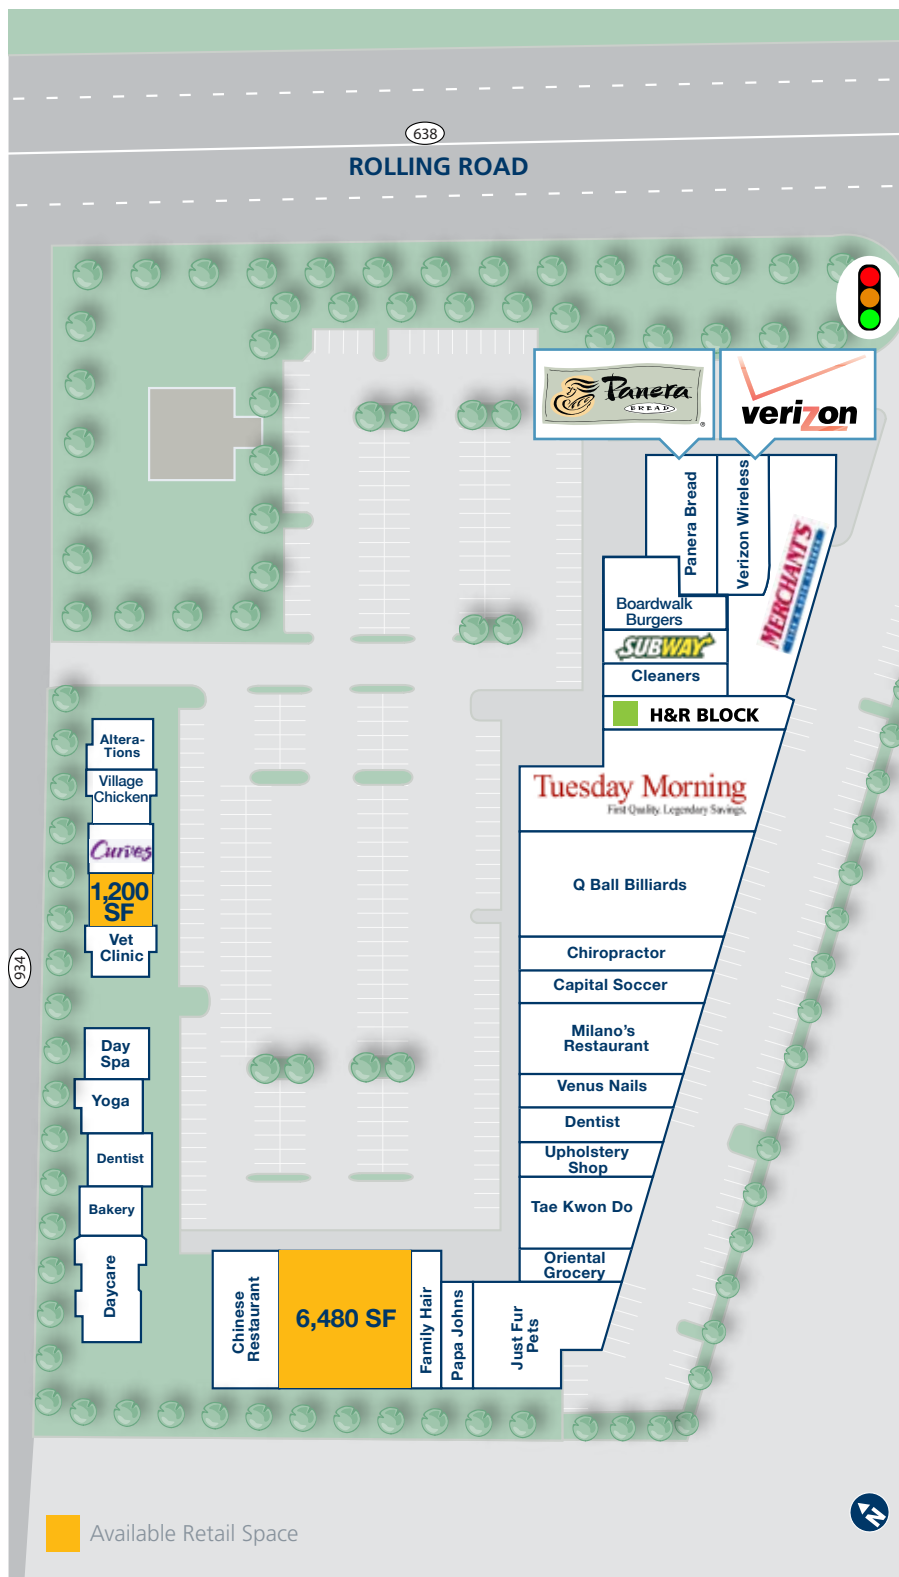 638
ROLLING ROAD
Panera
BREAD
®
verizon
Panera Bread
Verizon Wireless
MERCHANT'S
Boardwalk
Burgers
SUBWAY
Cleaners
H&R BLOCK
Tuesday Morning
First Quality. Legendary Savings.
Altera-
Tions
Village
Chicken
Curves
1,200
SF
Vet
Clinic
934
Q Ball Billiards
Chiropractor
Capital Soccer
Milano's
Restaurant
Venus Nails
Dentist
Upholstery
Shop
Tae Kwon Do
Oriental
Grocery
Day
Spa
Yoga
Dentist
Bakery
Daycare
Chinese
Restaurant
6,480 SF
Family Hair
Papa Johns
Just Fur
Pets
Available Retail Space
N